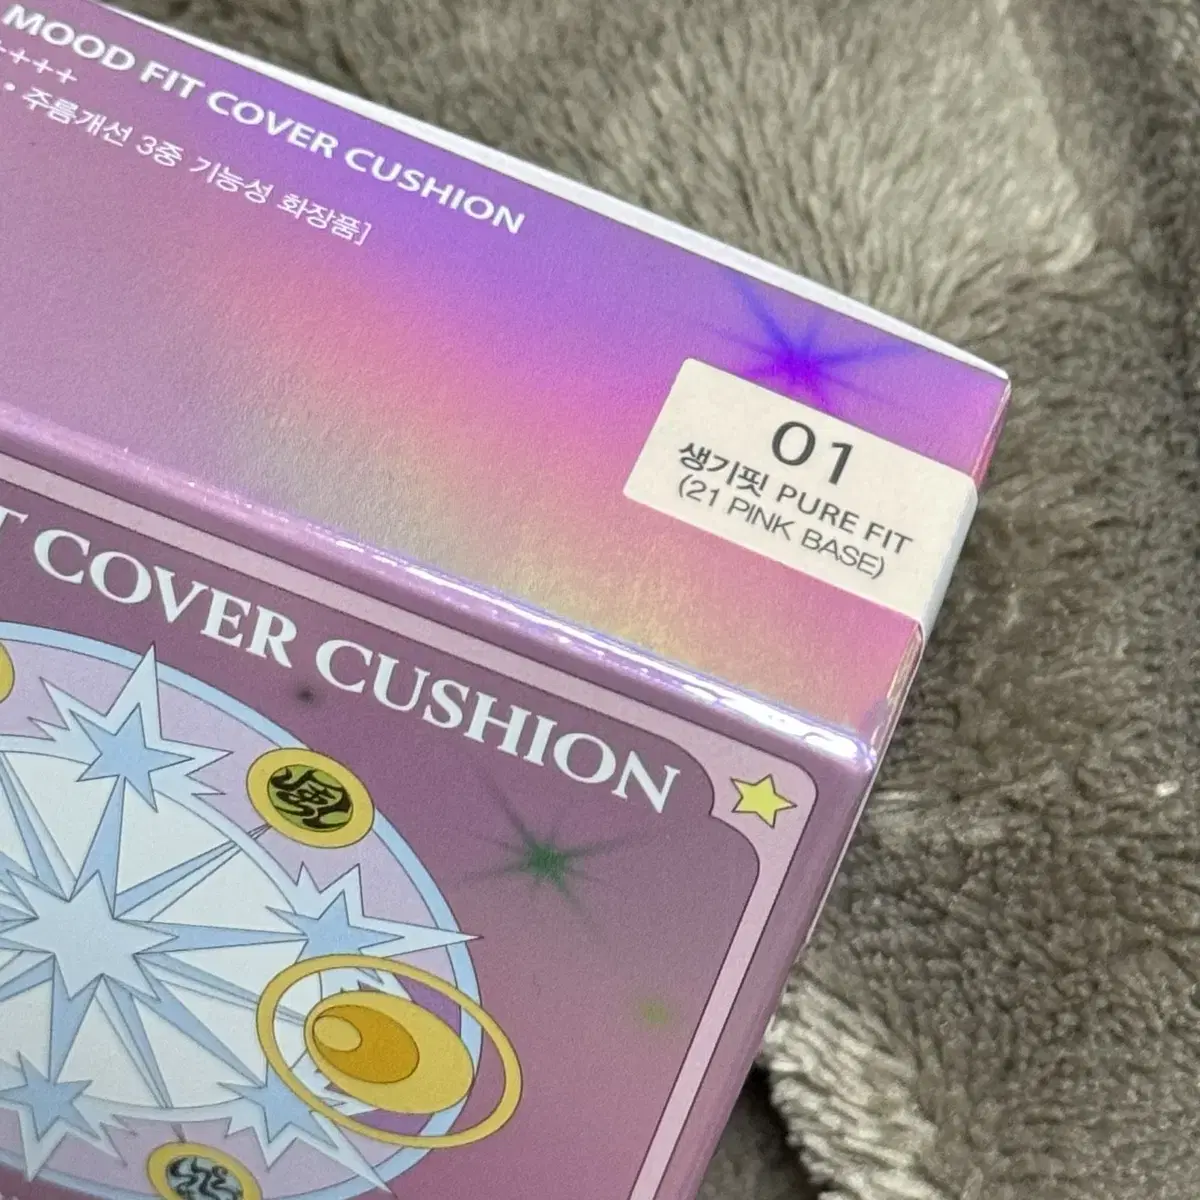 MOOD FIT COVER CUSHION
++++
• 주름개선 3중 기능성 화장품]
01
생기핏 PURE FIT
(21 PINK BASE)
T COVER CUSHION